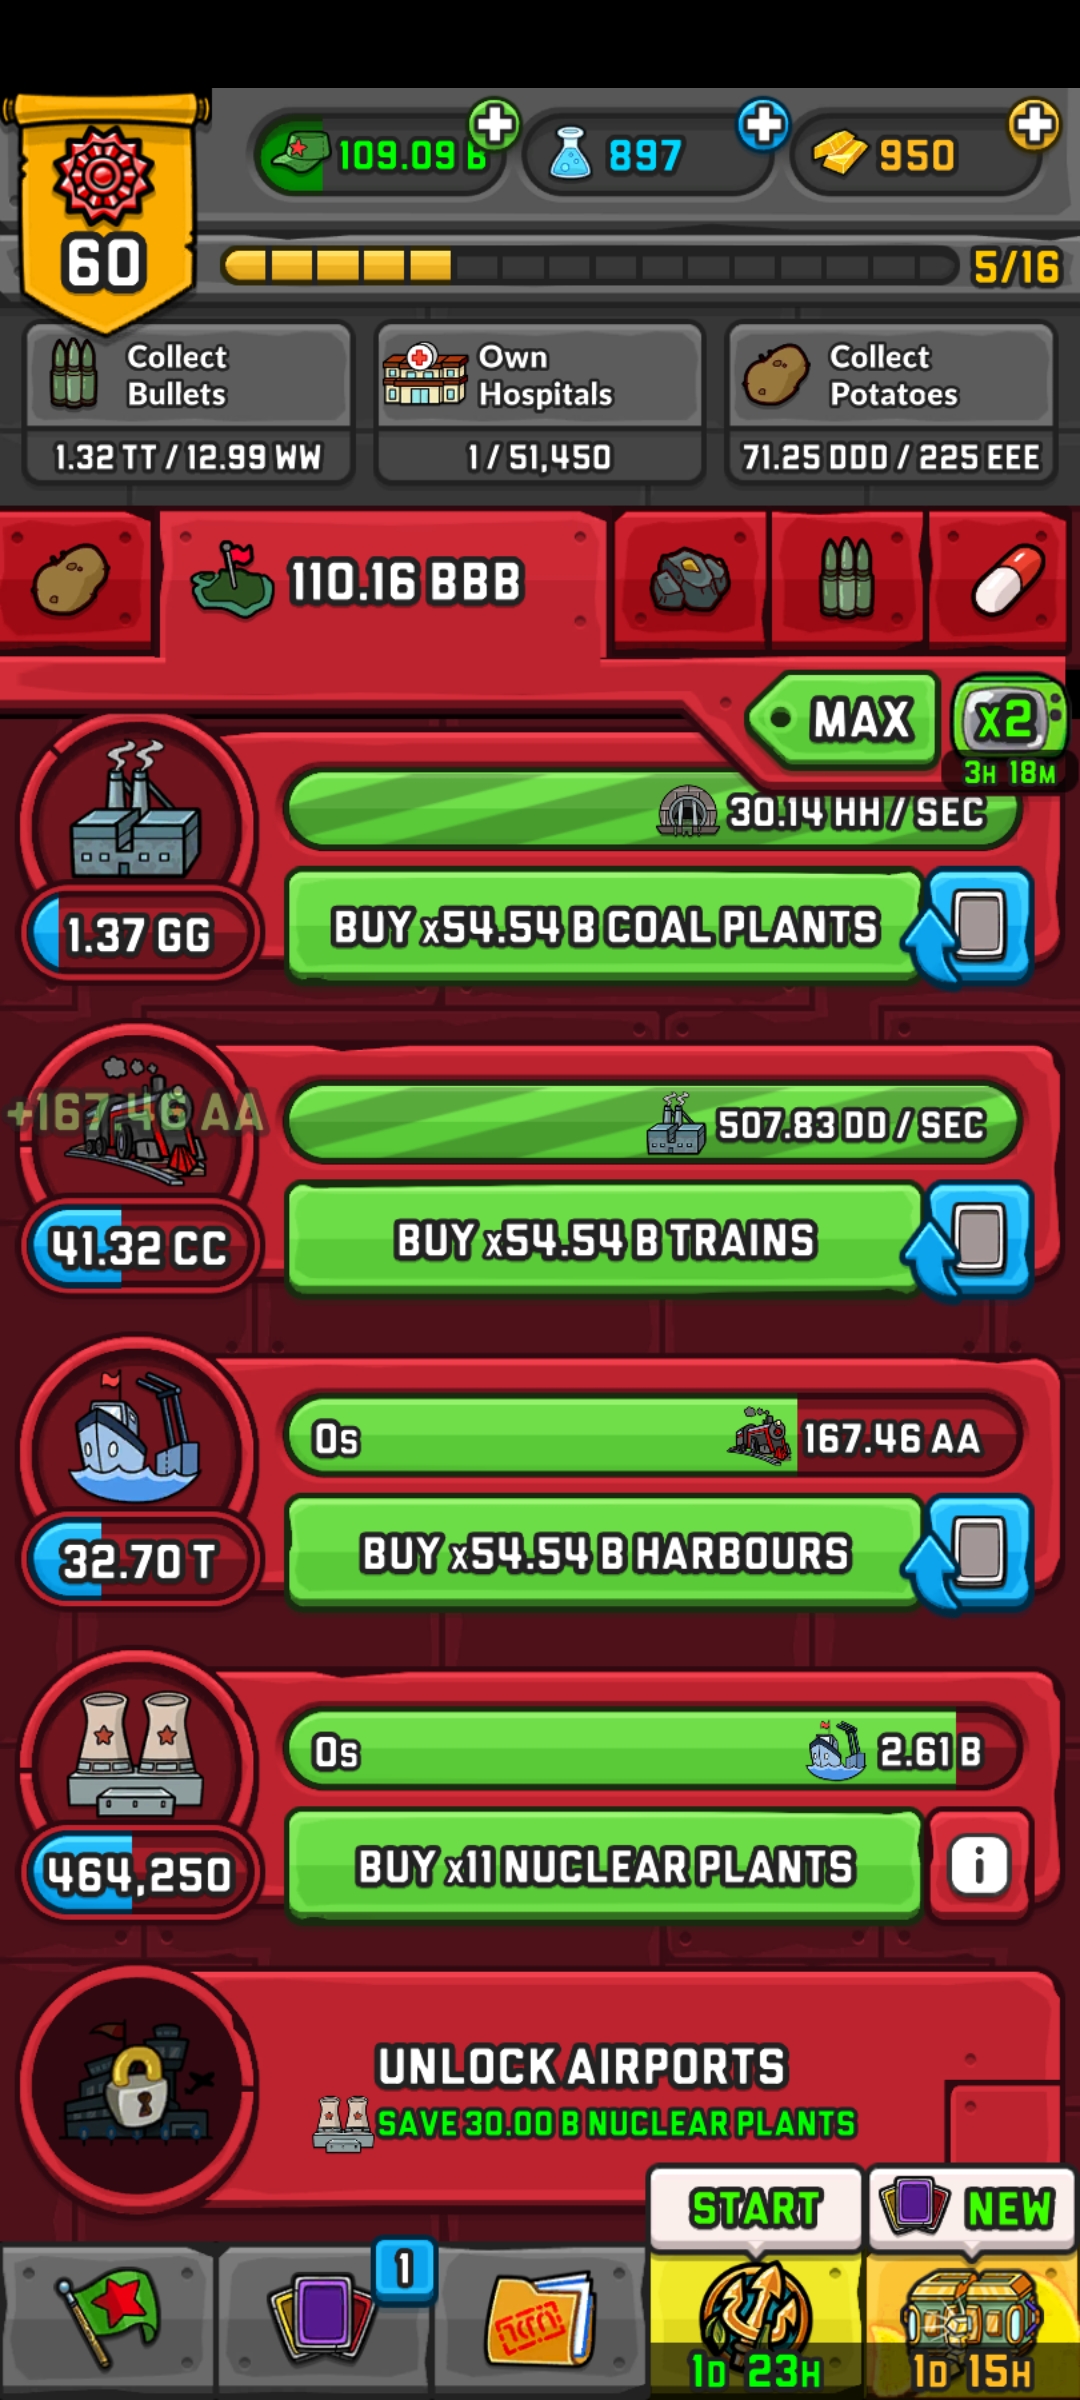 109.09 B
897
950
60
5/16
Collect
Bullets
1.32 TT / 12.99 WW
Own
Hospitals
1 / 51,450
Collect
Potatoes
71.25 DDD / 225 EEE
110.16 BBB
MAX
x2
3H 18M
30.14 HH / SEC
1.37 GG
BUY x54.54 B COAL PLANTS
+167.46 AA
507.83 DD / SEC
41.32 CC
BUY x54.54 B TRAINS
0s
167.46 AA
32.70 T
BUY x54.54 B HARBOURS
0s
2.61 B
464,250
BUY x11 NUCLEAR PLANTS
i
UNLOCK AIRPORTS
SAVE 30.00 B NUCLEAR PLANTS
START
NEW
1
1D 23H
1D 15H